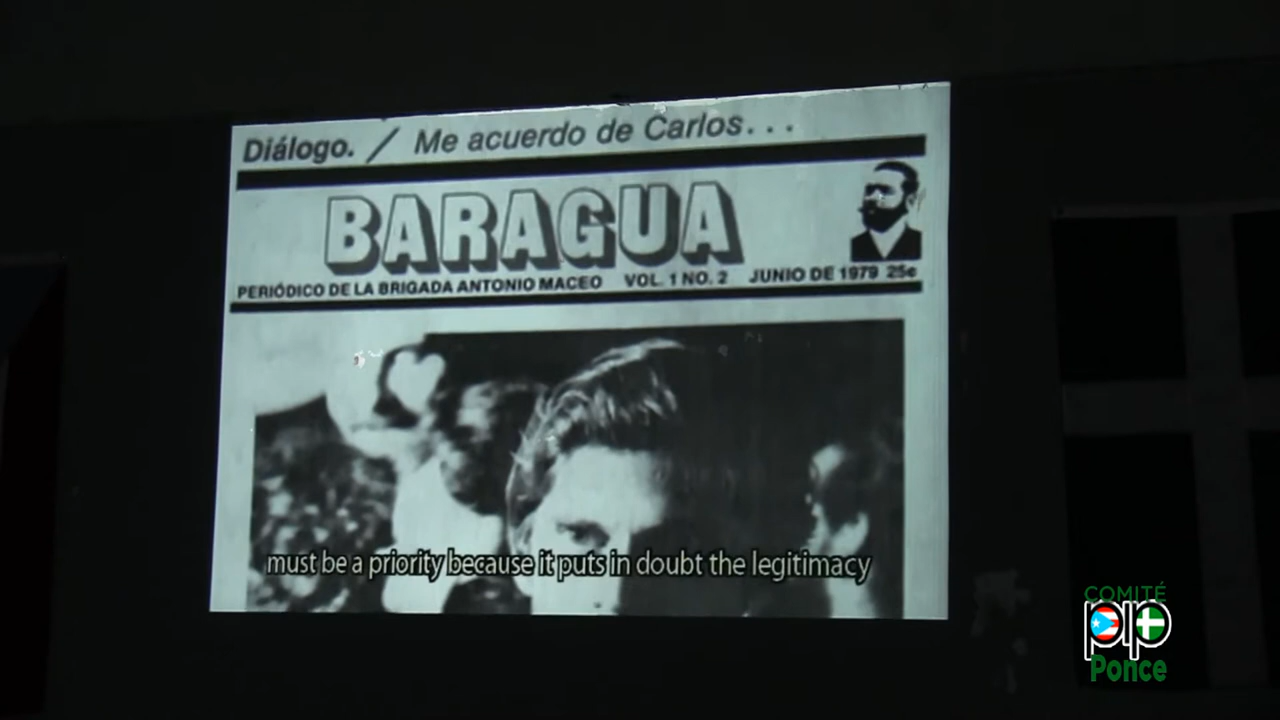 Diálogo. / Me acuerdo de Carlos...
BARAGUA
PERIÓDICO DE LA BRIGADA ANTONIO MACEO VOL. 1 NO. 2 JUNIO DE 1979 25¢
must be a priority because it puts in doubt the legitimacy
COMITÉ
pip
Ponce